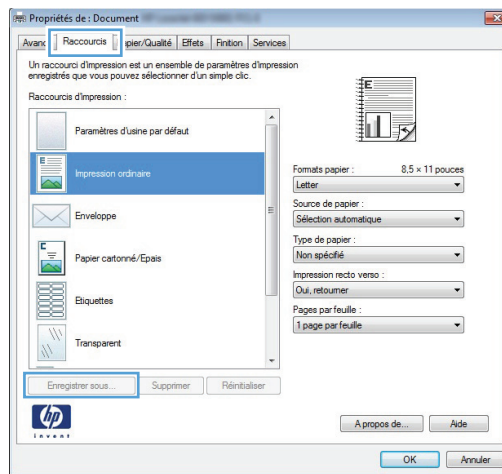 Propriétés de : Document
Raccourcis
pier/Qualité
Effets
Finition
Services
Un raccourci d'impression est un ensemble de paramètres d'impression
enregistrés que vous pouvez sélectionner d'un simple clic.
Raccourcis d'impression :
Paramètres d'usine par défaut
Impression ordinaire
Enveloppe
Papier cartonné/Epais
Etiquettes
Transparent
Enregistrer sous...
Supprimer
Réinitialiser
E
Formats papier :
8,5 × 11 pouces
Letter
Source de papier :
Sélection automatique
Type de papier :
Non spécifié
Impression recto verso :
Oui, retourner
Pages par feuille :
1 page par feuille
hp
invent
A propos de...
Aide
OK
Annuler